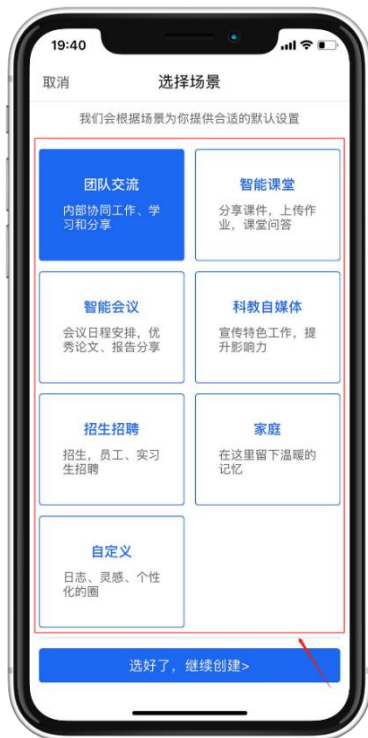 19:40
取消
选择场景
我们会根据场景为你提供合适的默认设置
团队交流
内部协同工作、学
习和分享
智能课堂
分享课件，上传作
业，课堂问答
智能会议
会议日程安排，优
秀论文、报告分享
科教自媒体
宣传特色工作，提
升影响力
招生招聘
招生，员工、实习
生招聘
家庭
在这里留下温暖的
记忆
自定义
日志、灵感、个性
化的圈
选好了，继续创建>